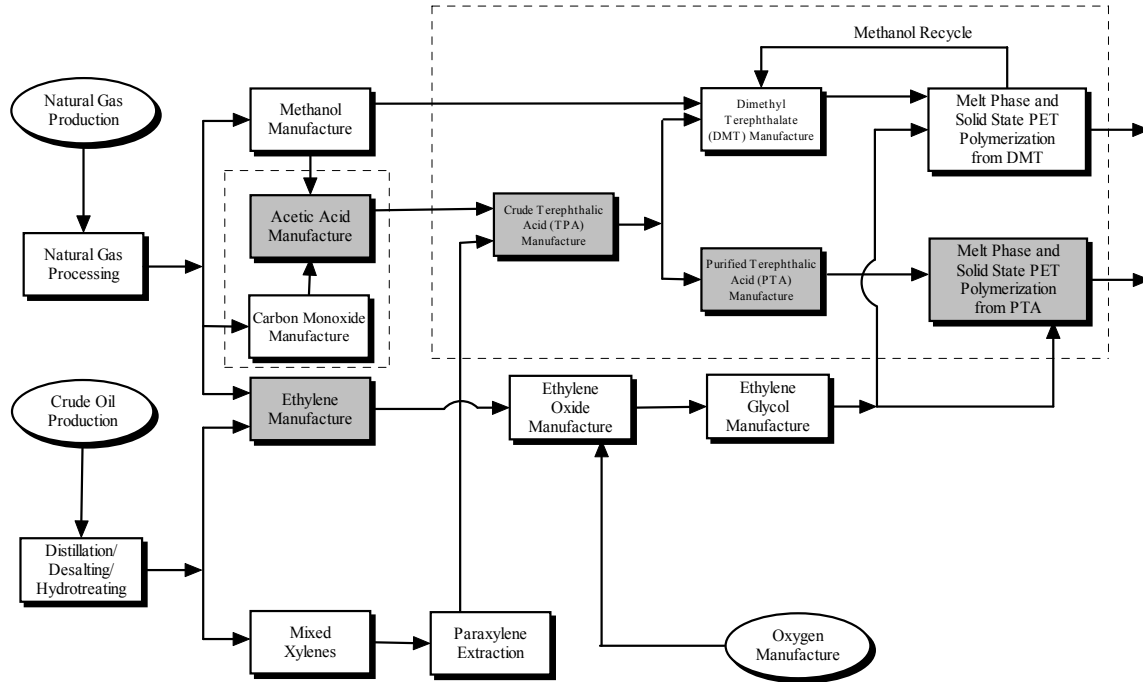 Methanol Recycle
Natural Gas
Production
Methanol
Manufacture
Dimethyl
Terephthalate
(DMT) Manufacture
Melt Phase and
Solid State PET
Polymerization
from DMT
Acetic Acid
Manufacture
Crude Terephthalic
Acid (TPA)
Manufacture
Natural Gas
Processing
Purified Terephthalic
Acid (PTA)
Manufacture
Melt Phase and
Solid State PET
Polymerization
from PTA
Carbon Monoxide
Manufacture
Crude Oil
Production
Ethylene
Manufacture
Ethylene
Oxide
Manufacture
Ethylene
Glycol
Manufacture
Distillation/
Desalting/
Hydrotreating
Mixed
Xylenes
Paraxylene
Extraction
Oxygen
Manufacture